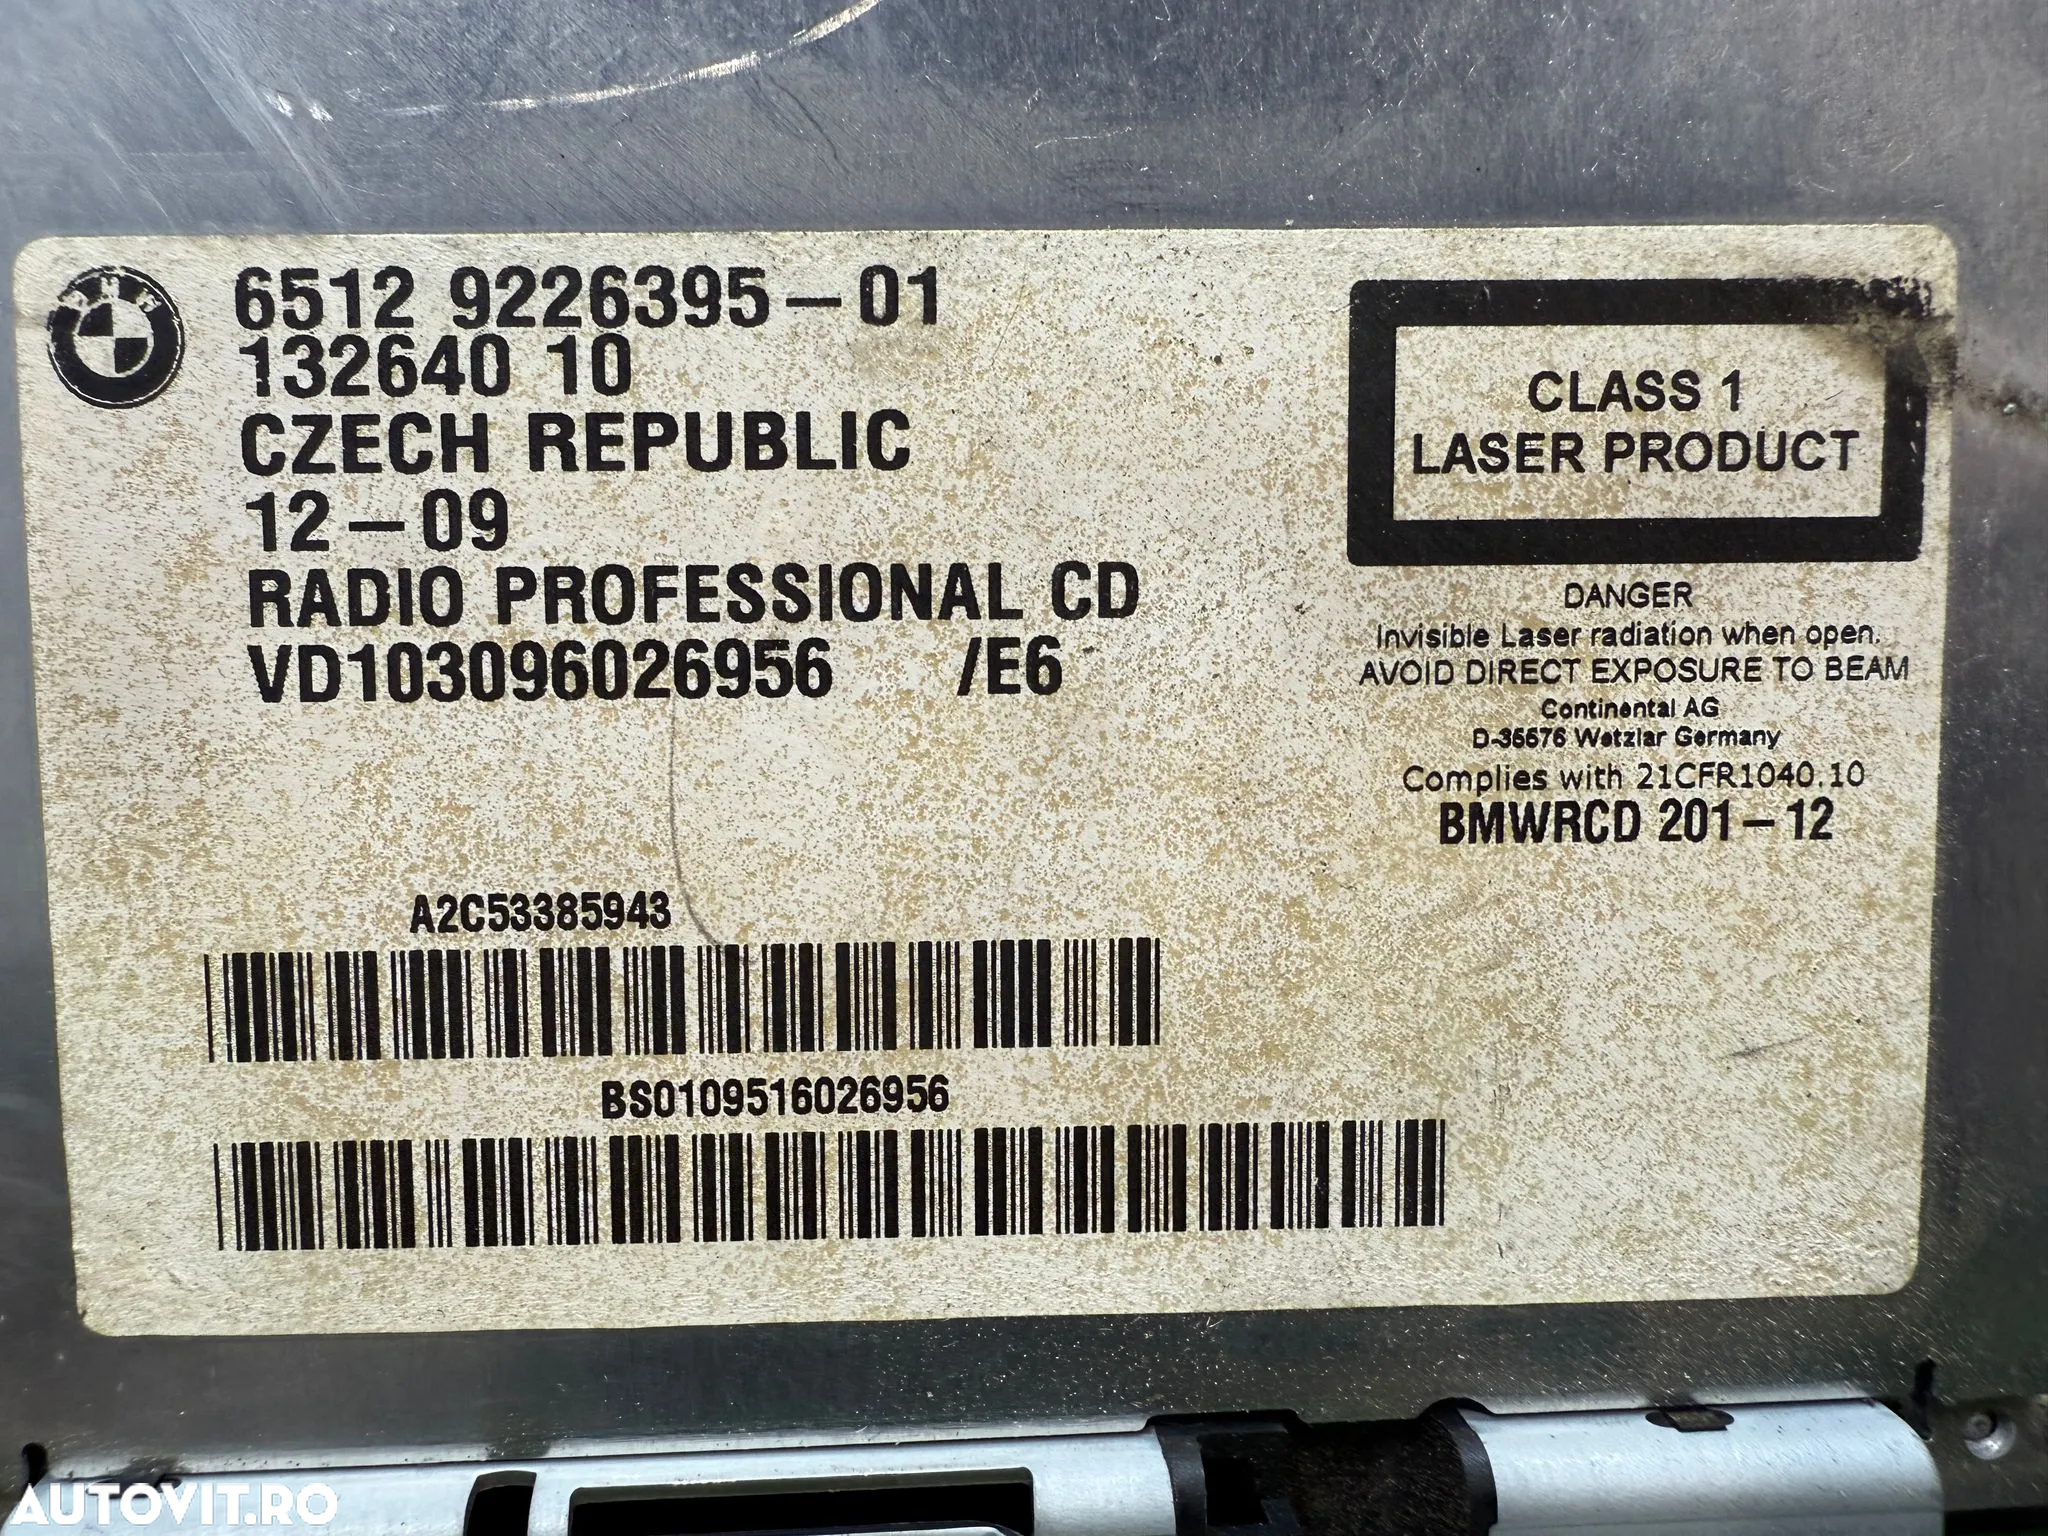 6512 9226395-01
132640 10
CZECH REPUBLIC
12-09
RADIO PROFESSIONAL CD
VD103096026956 /E6
CLASS 1
LASER PRODUCT
DANGER
Invisible Laser radiation when open.
AVOID DIRECT EXPOSURE TO BEAM
Continental AG
D-35576 Wetzlar Germany
Complies with 21CFR1040.10
BMWRCD 201-12
A2C53385943
BS0109516026956
AUTOVIT.RO